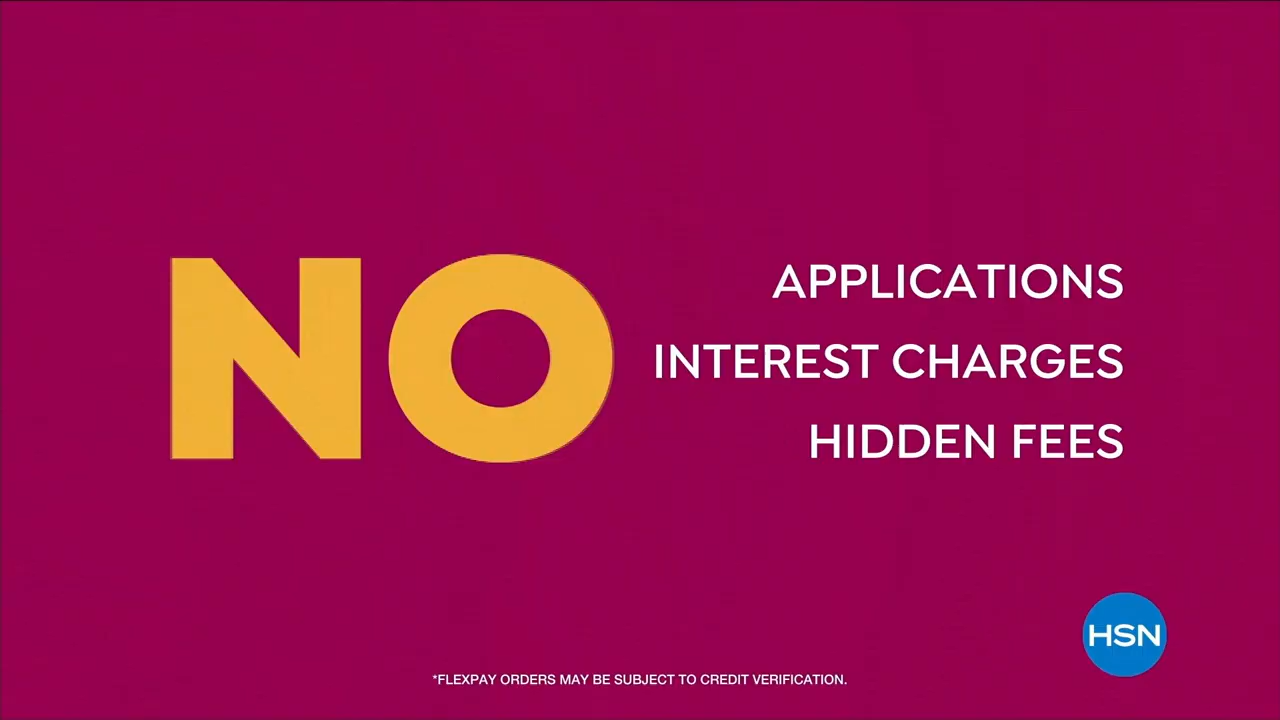 NO
APPLICATIONS
INTEREST CHARGES
HIDDEN FEES
HSN
*FLEXPAY ORDERS MAY BE SUBJECT TO CREDIT VERIFICATION.